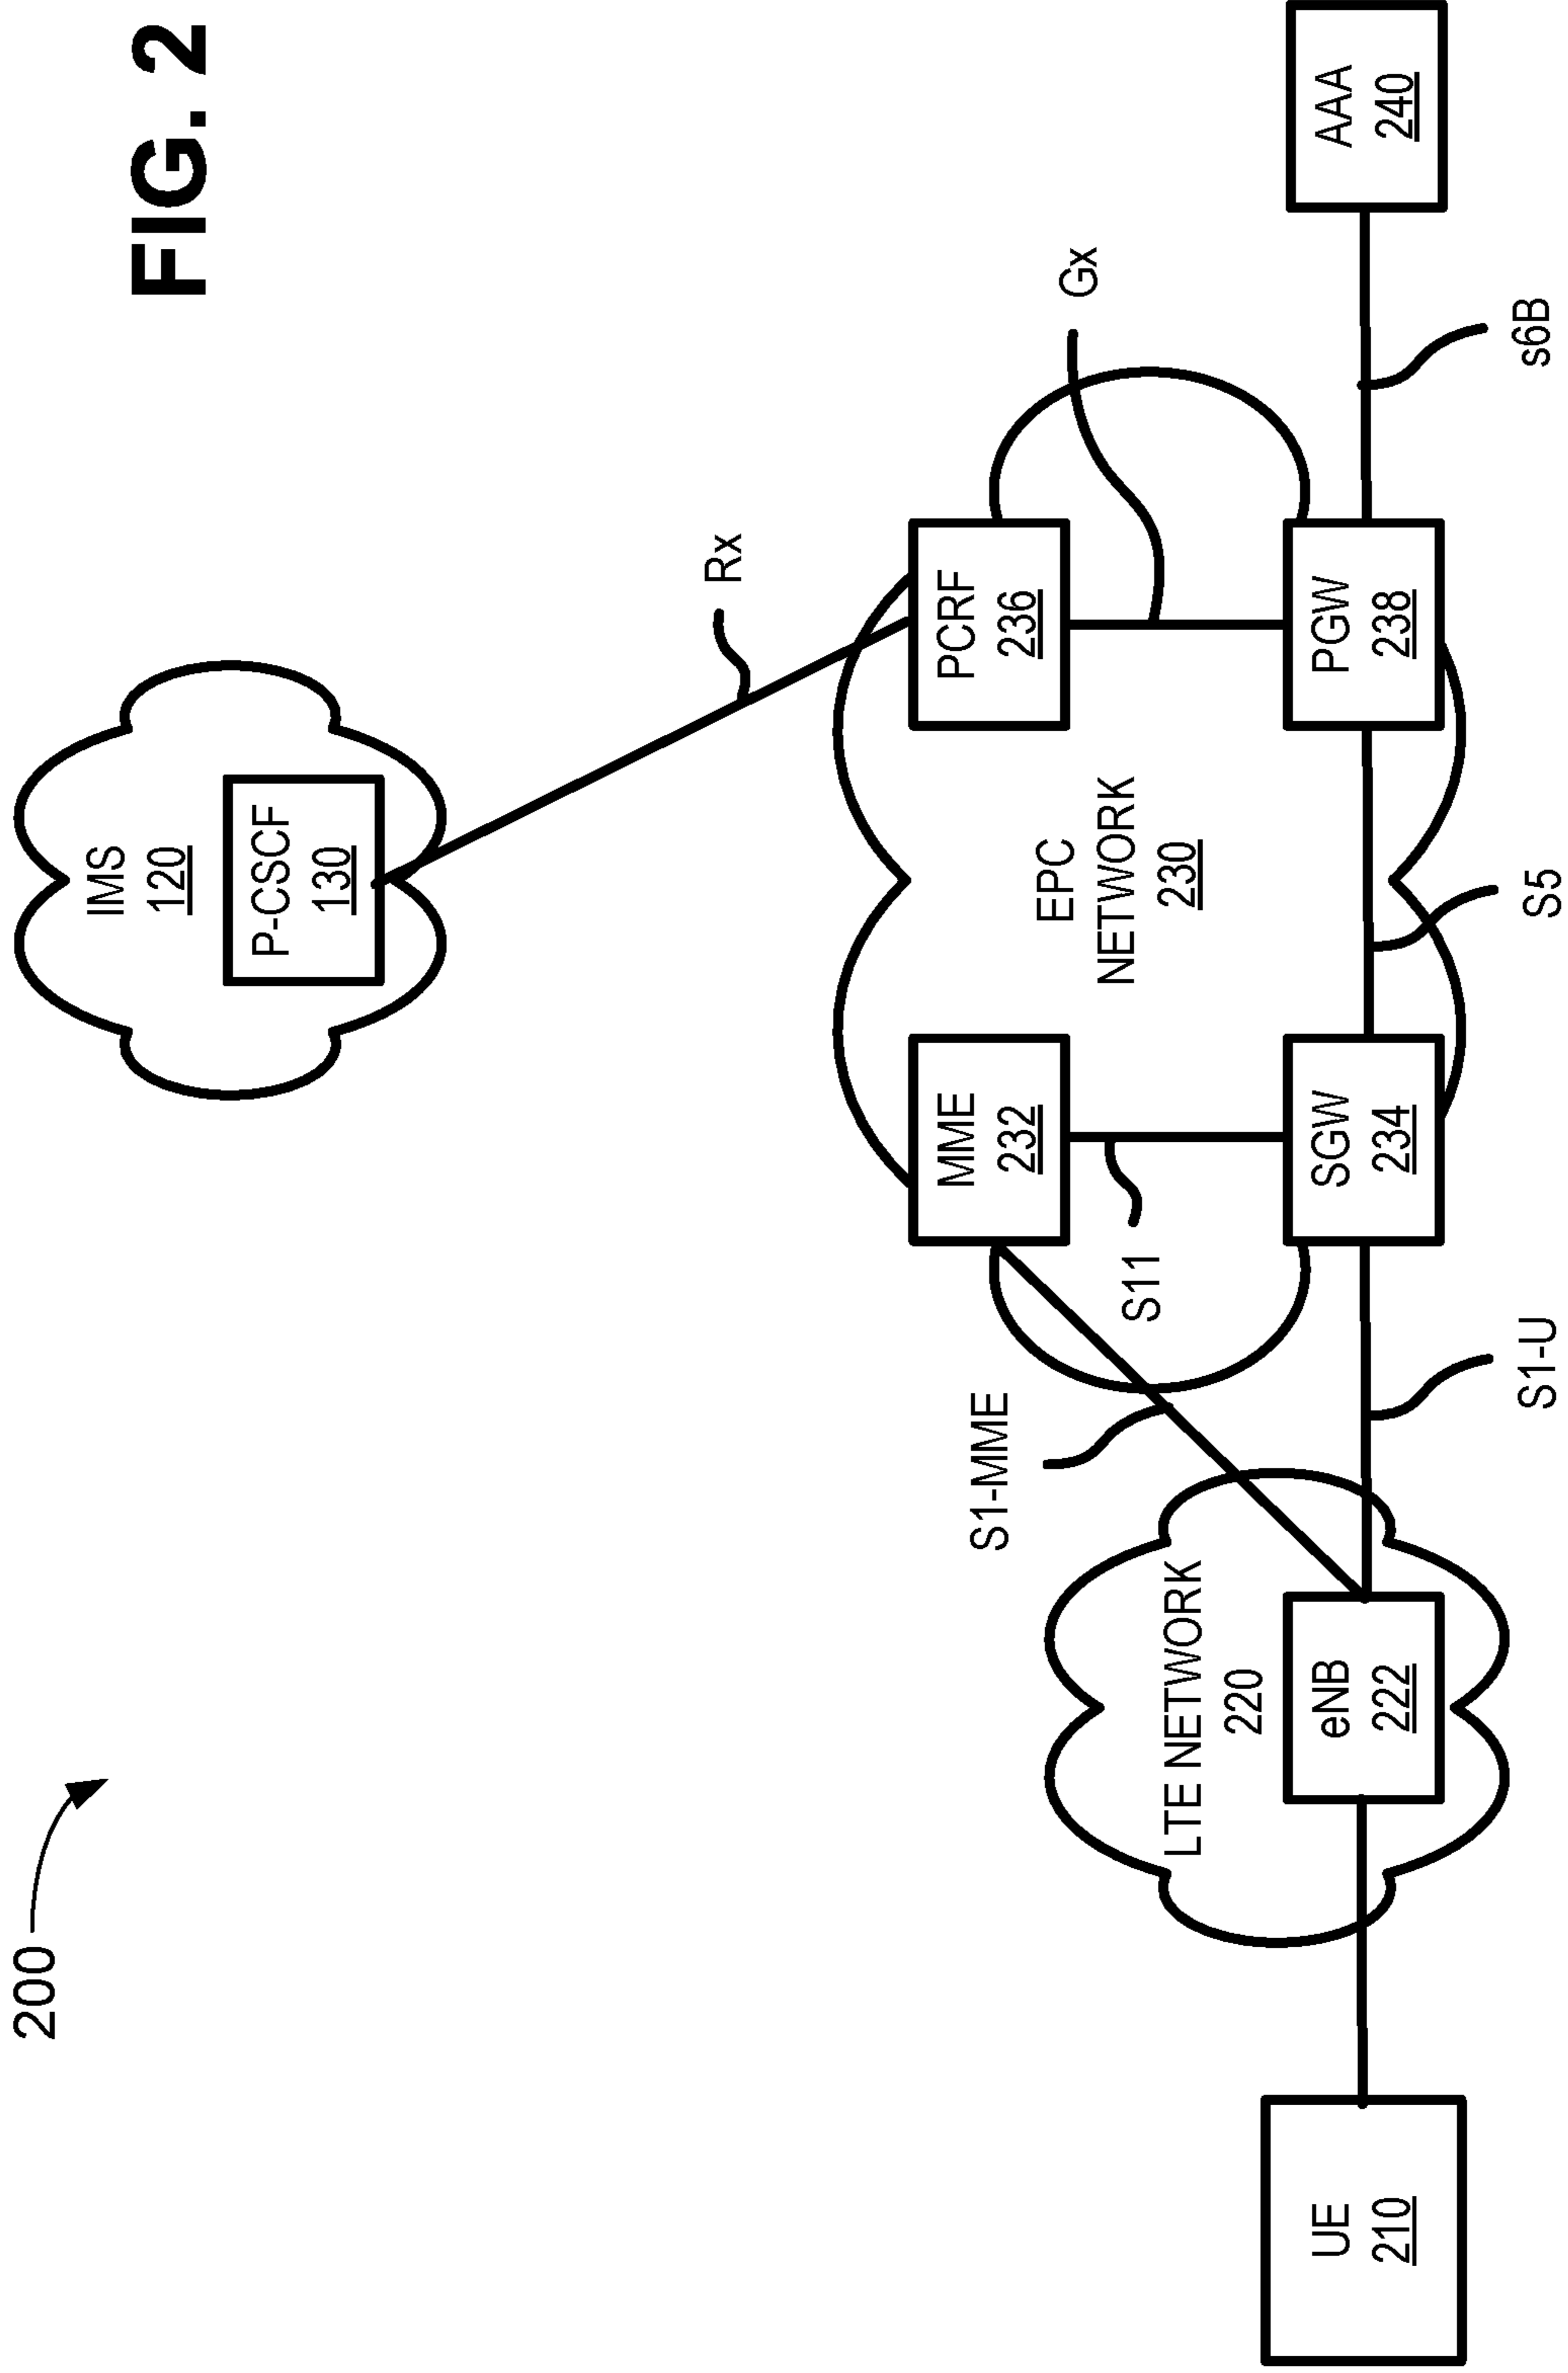 FIG. 2
200
IMS
120
P-CSCF
130
Rx
Gx
MME
232
PCRF
236
EPC
NETWORK
230
S11
S1-MME
LTE NETWORK
220
UE
210
eNB
222
SGW
234
PGW
238
AAA
240
S1-U
S5
s6B